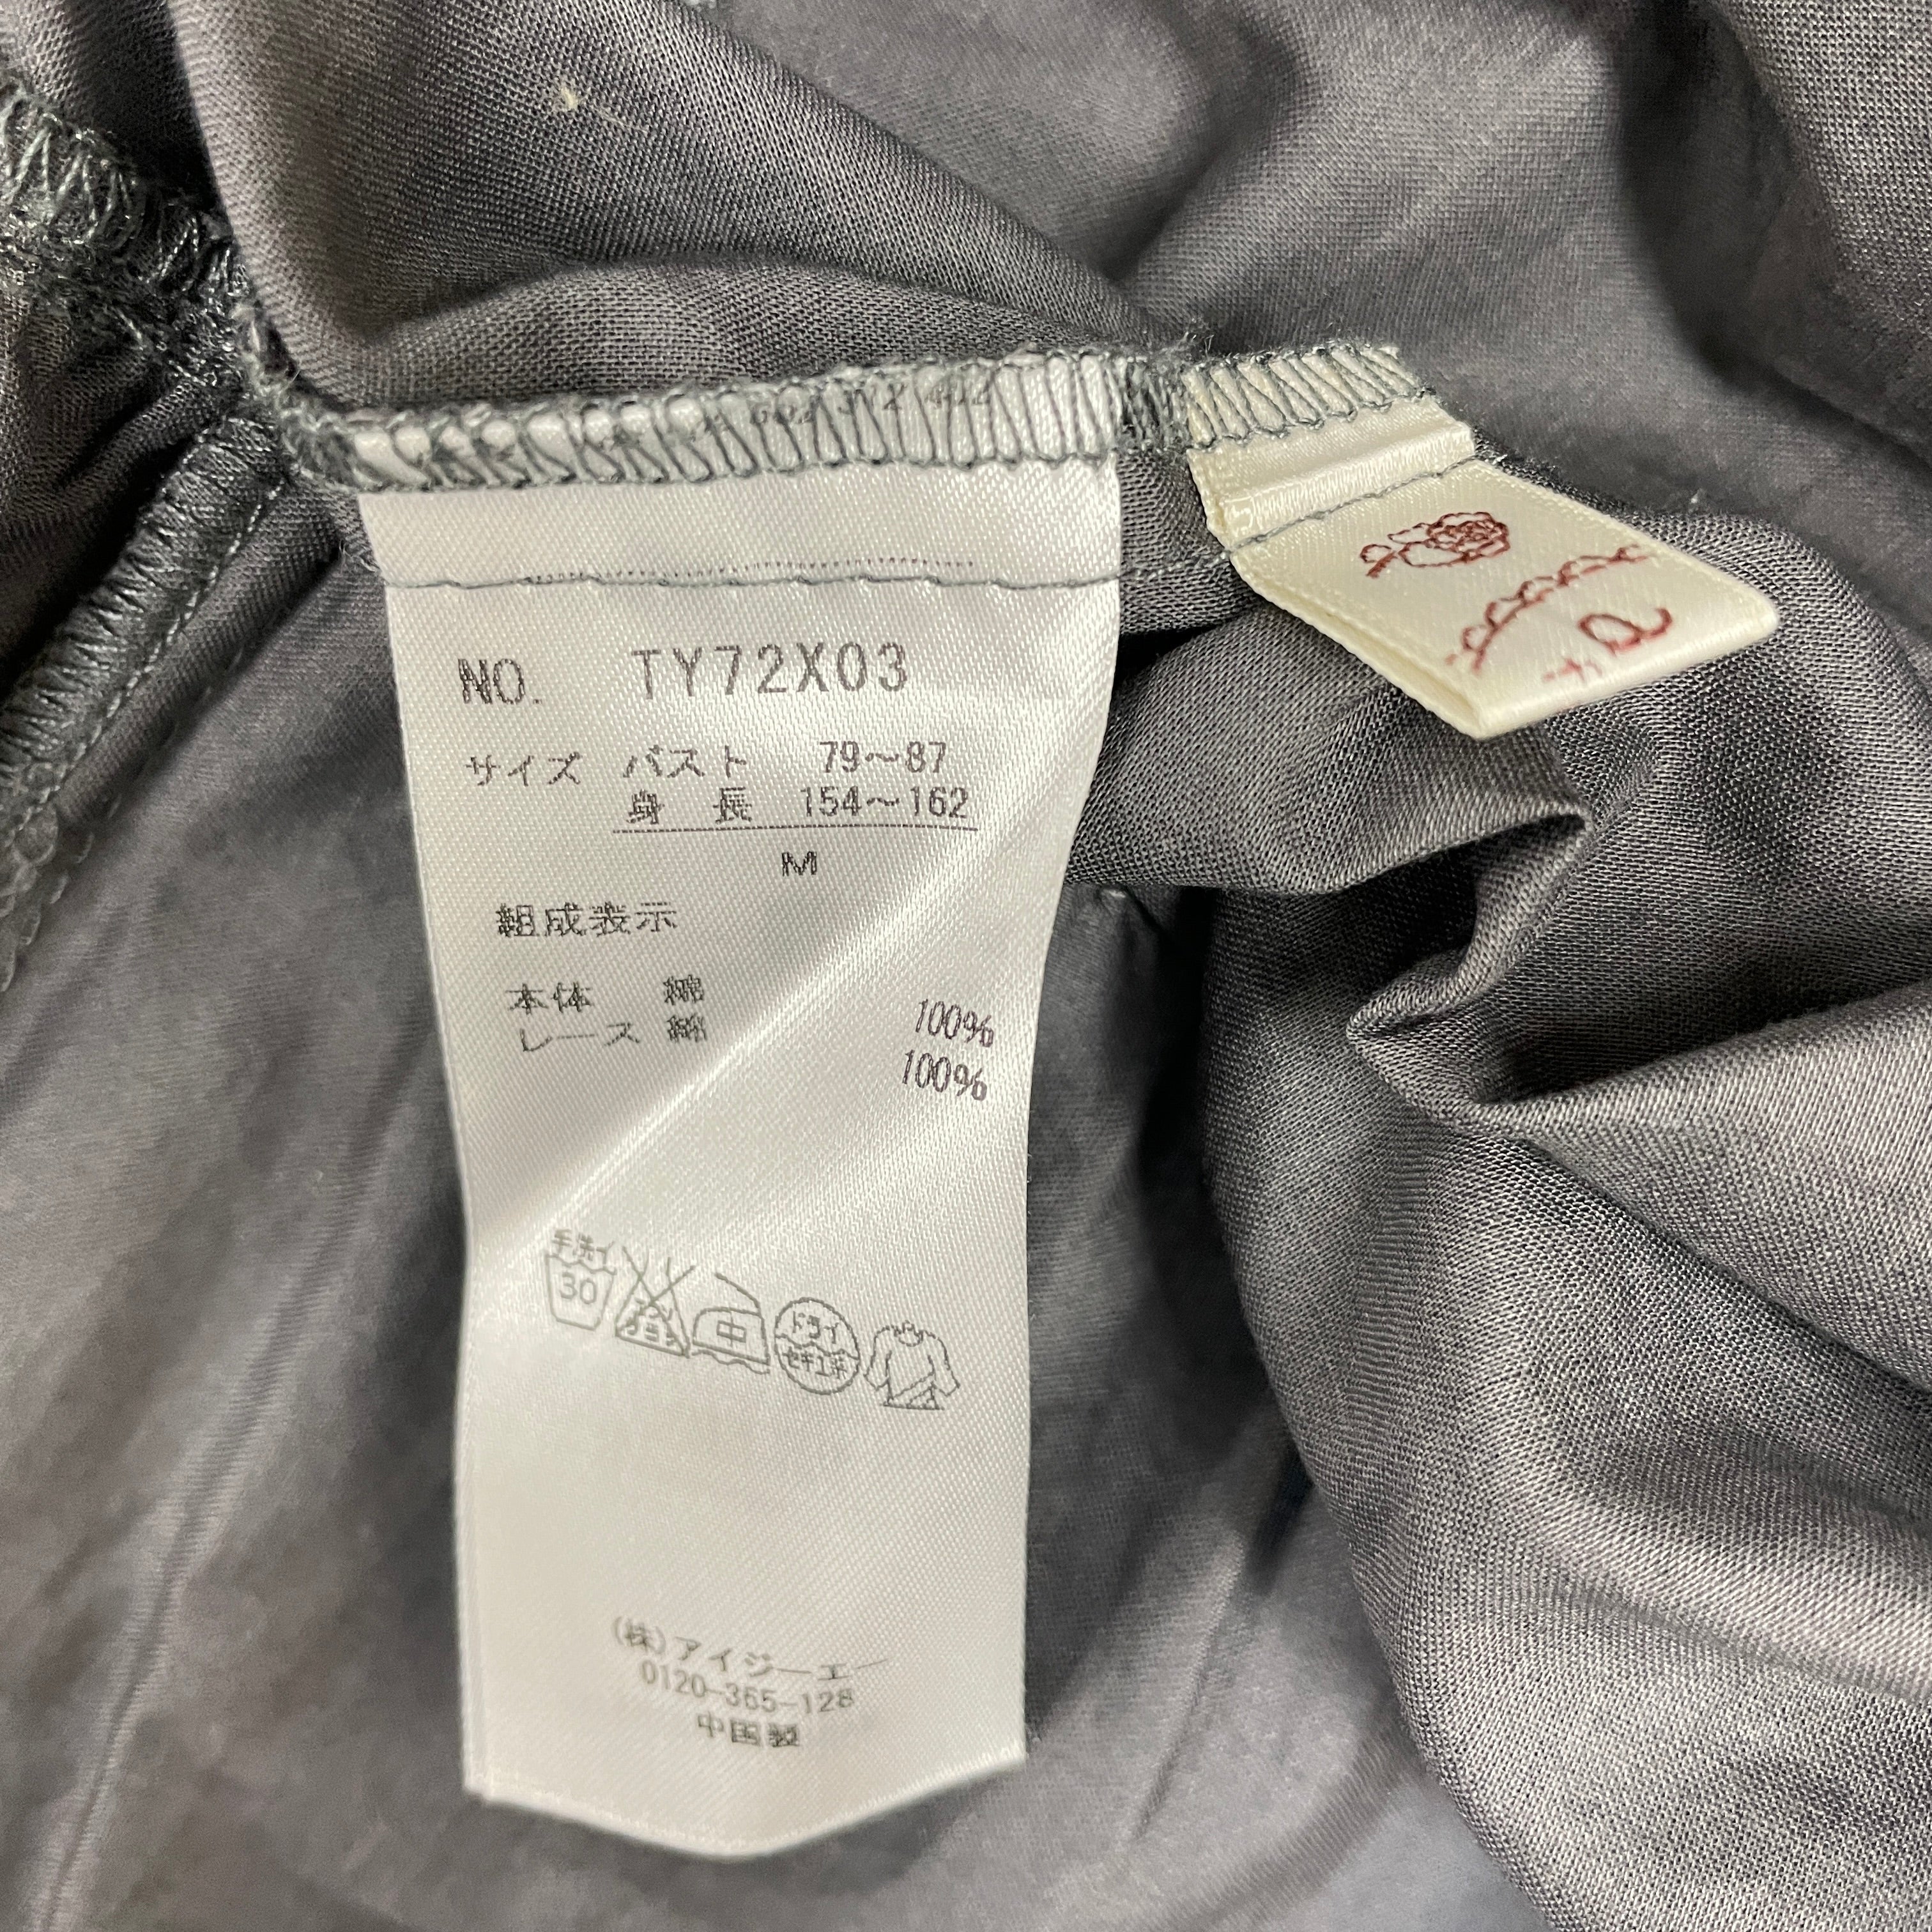 NO. TY72X03
サイズ バスト 79～87
身 長 154～162
M
組成表示
本体 綿 100%
レース 綿 100%
手洗イ
30
中
ドライ
セキユ系
(株)アイジーエー
0120-365-128
中国製